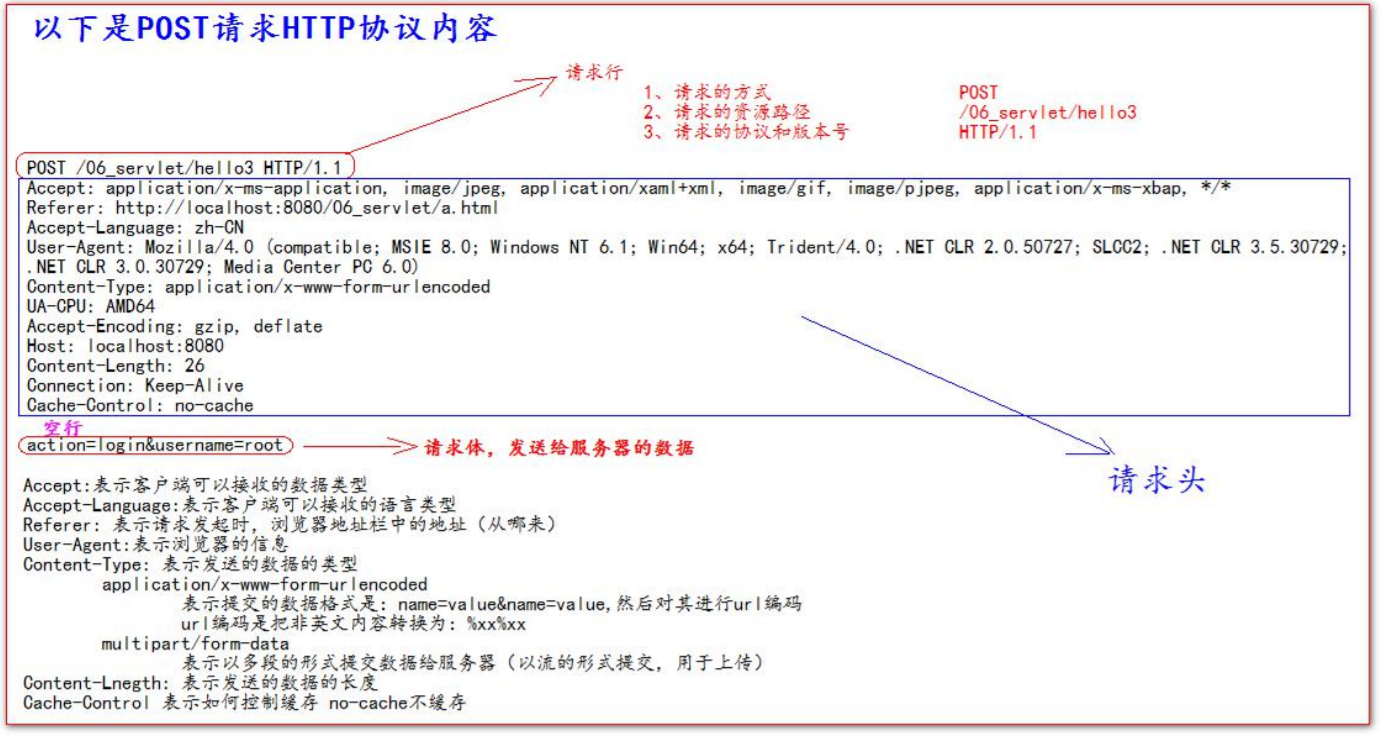 以下是POST请求HTTP协议内容
请求行
1、请求的方式 POST
2、请求的资源路径 /06_servlet/hello3
3、请求的协议和版本号 HTTP/1.1
POST /06_servlet/hello3 HTTP/1.1
Accept: application/x-ms-application, image/jpeg, application/xaml+xml, image/gif, image/pjpeg, application/x-ms-xbap, */*
Referer: http://localhost:8080/06_servlet/a.html
Accept-Language: zh-CN
User-Agent: Mozilla/4.0 (compatible; MSIE 8.0; Windows NT 6.1; Win64; x64; Trident/4.0; .NET CLR 2.0.50727; SLCC2; .NET CLR 3.5.30729;
.NET CLR 3.0.30729; Media Center PC 6.0)
Content-Type: application/x-www-form-urlencoded
UA-CPU: AMD64
Accept-Encoding: gzip, deflate
Host: localhost:8080
Content-Length: 26
Connection: Keep-Alive
Cache-Control: no-cache
空行
action=login&username=root
请求体，发送给服务器的数据
请求头
Accept:表示客户端可以接收的数据类型
Accept-Language:表示客户端可以接收的语言类型
Referer: 表示请求发起时，浏览器地址栏中的地址（从哪来）
User-Agent:表示浏览器的信息
Content-Type: 表示发送的数据的类型
application/x-www-form-urlencoded
表示提交的数据格式是: name=value&name=value,然后对其进行url编码
url编码是把非英文内容转换为: %xx%xx
multipart/form-data
表示以多段的形式提交数据给服务器（以流的形式提交，用于上传）
Content-Lnegth: 表示发送的数据的长度
Cache-Control 表示如何控制缓存 no-cache不缓存